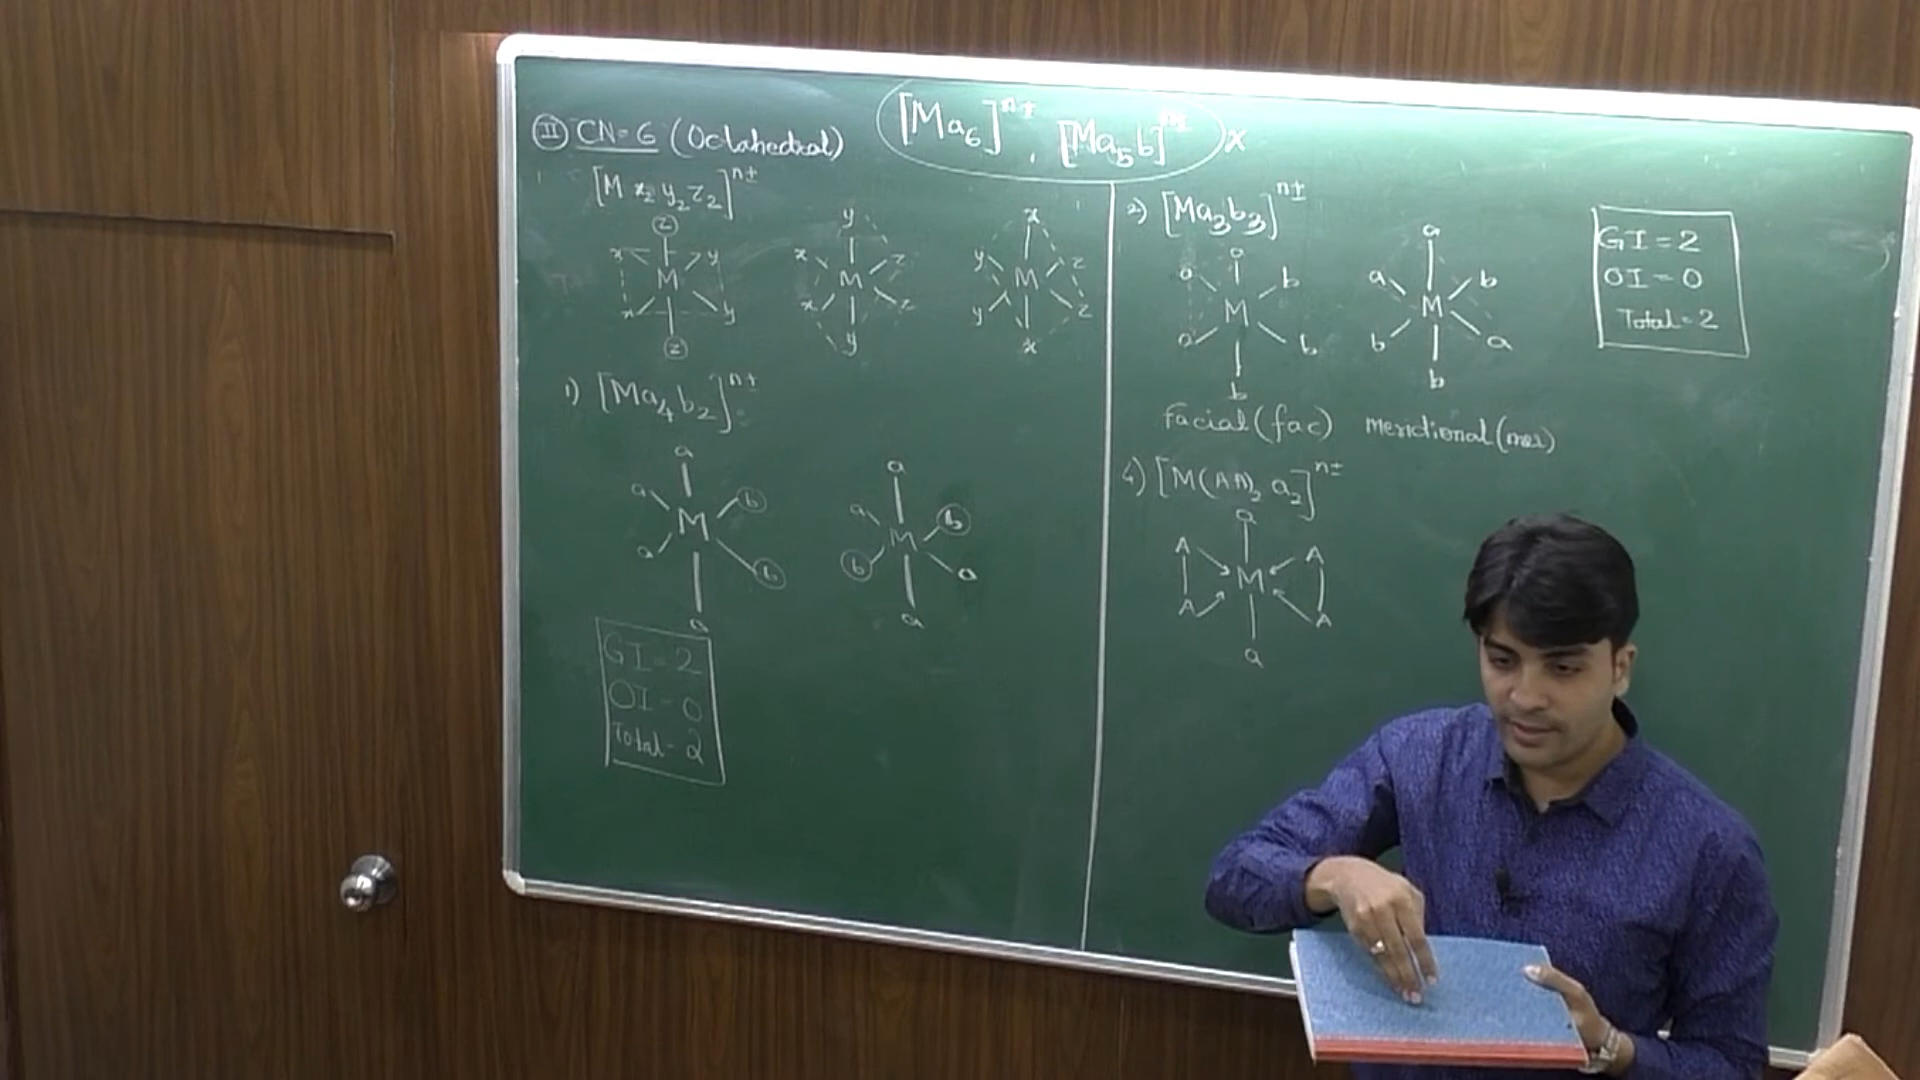 II CN=6 (Octahedral)
[Ma6]n±, [Ma5b]n± x
[M x2 y2 z2]n±
z
x y
M
x y
z
y
x z
M
x z
y
x
y z
M
y z
x
1) [Ma4b2]n±
a
a b
M
a b
a
a
a b
M
b a
a
GI=2
OI=0
Total=2
2) [Ma3b3]n±
a
a b
M
a b
b
a
a b
M
b a
b
Facial (fac) Meridional (mer)
GI=2
OI=0
Total=2
4) [M(AA)2 a2]n±
a
A A
M
A A
a